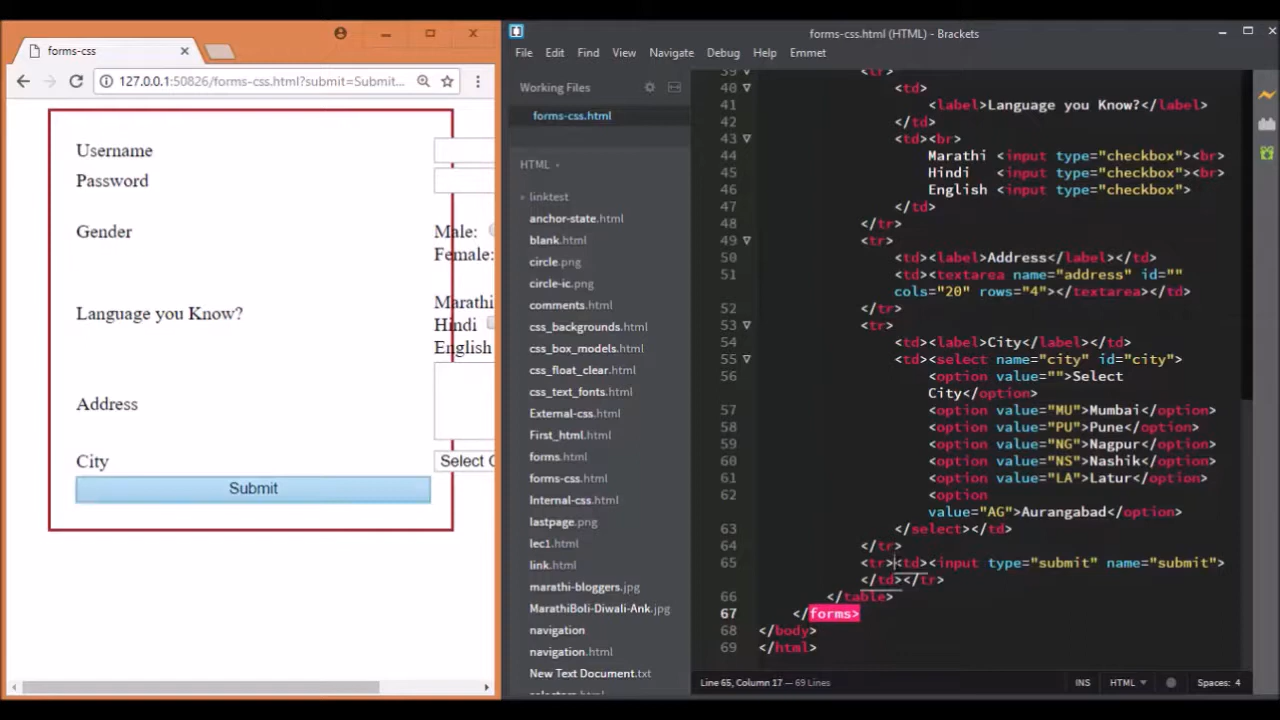 forms-css
127.0.0.1:50826/forms-css.html?submit=Submit...
Username
Password
Gender
Male:
Female:
Language you Know?
Marathi
Hindi
English
Address
City
Select C
Submit
forms-css.html (HTML) - Brackets
File Edit Find View Navigate Debug Help Emmet
Working Files
forms-css.html
HTML
linktest
anchor-state.html
blank.html
circle.png
circle-ic.png
comments.html
css_backgrounds.html
css_box_models.html
css_float_clear.html
css_text_fonts.html
External-css.html
First_html.html
forms.html
forms-css.html
Internal-css.html
lastpage.png
lec1.html
link.html
marathi-bloggers.jpg
MarathiBoli-Diwali-Ank.jpg
navigation
navigation.html
New Text Document.txt
selectors.html
39 <tr>
40 <td>
41 <label>Language you Know?</label>
42 </td>
43 <td><br>
44 Marathi <input type="checkbox"><br>
45 Hindi <input type="checkbox"><br>
46 English <input type="checkbox">
47 </td>
48 </tr>
49 <tr>
50 <td><label>Address</label></td>
51 <td><textarea name="address" id=""
cols="20" rows="4"></textarea></td>
52 </tr>
53 <tr>
54 <td><label>City</label></td>
55 <td><select name="city" id="city">
56 <option value="">Select
City</option>
57 <option value="MU">Mumbai</option>
58 <option value="PU">Pune</option>
59 <option value="NG">Nagpur</option>
60 <option value="NS">Nashik</option>
61 <option value="LA">Latur</option>
62 <option
value="AG">Aurangabad</option>
63 </select></td>
64 </tr>
65 <tr><td><input type="submit" name="submit">
</td></tr>
66 </table>
67 </forms>
68 </body>
69 </html>
Line 65, Column 17 — 69 Lines
INS HTML Spaces: 4